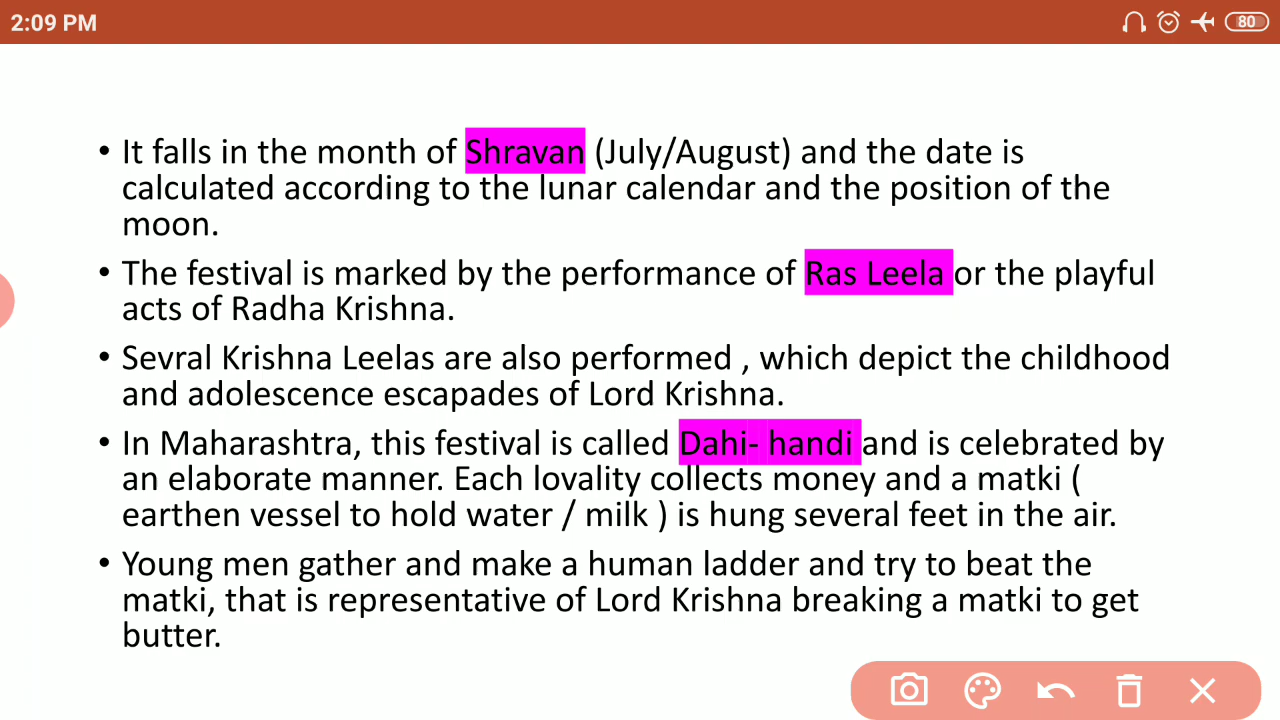 2:09 PM
80
• It falls in the month of Shravan (July/August) and the date is
calculated according to the lunar calendar and the position of the
moon.
• The festival is marked by the performance of Ras Leela or the playful
acts of Radha Krishna.
• Sevral Krishna Leelas are also performed , which depict the childhood
and adolescence escapades of Lord Krishna.
• In Maharashtra, this festival is called Dahi- handi and is celebrated by
an elaborate manner. Each lovality collects money and a matki (
earthen vessel to hold water / milk ) is hung several feet in the air.
• Young men gather and make a human ladder and try to beat the
matki, that is representative of Lord Krishna breaking a matki to get
butter.